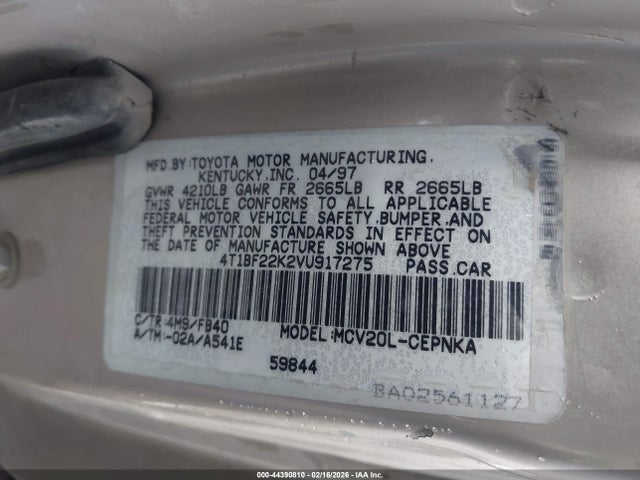 MFD.BY:TOYOTA MOTOR MANUFACTURING,
KENTUCKY,INC. 04/97
GVWR 4210LB GAWR FR 2665LB RR 2665LB
THIS VEHICLE CONFORMS TO ALL APPLICABLE
FEDERAL MOTOR VEHICLE SAFETY,BUMPER,AND
THEFT PREVENTION STANDARDS IN EFFECT ON
THE DATE OF MANUFACTURE SHOWN ABOVE
4T1BF22K2VU917275 PASS.CAR
C/TR:4M9/FB40 MODEL:MCV20L-CEPNKA
A/TM:-02A/A541E
59844
BA02561127
000-44390810 - 02/16/2026 - IAA Inc.